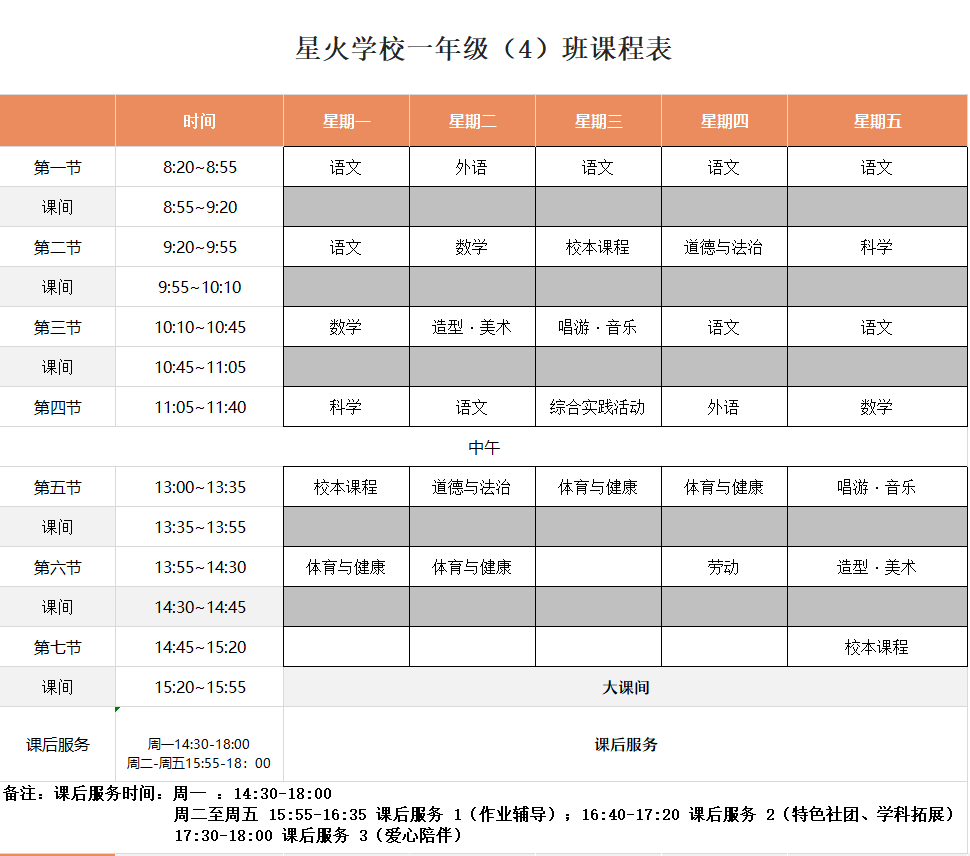 星火学校一年级（4）班课程表
时间 星期一 星期二 星期三 星期四 星期五
第一节 8:20~8:55 语文 外语 语文 语文 语文
课间 8:55~9:20
第二节 9:20~9:55 语文 数学 校本课程 道德与法治 科学
课间 9:55~10:10
第三节 10:10~10:45 数学 造型·美术 唱游·音乐 语文 语文
课间 10:45~11:05
第四节 11:05~11:40 科学 语文 综合实践活动 外语 数学
中午
第五节 13:00~13:35 校本课程 道德与法治 体育与健康 体育与健康 唱游·音乐
课间 13:35~13:55
第六节 13:55~14:30 体育与健康 体育与健康 劳动 造型·美术
课间 14:30~14:45
第七节 14:45~15:20 校本课程
课间 15:20~15:55 大课间
课后服务 周一14:30-18:00 课后服务
周二-周五15:55-18：00
备注：课后服务时间：周一 ：14:30-18:00
周二至周五 15:55-16:35 课后服务 1（作业辅导）；16:40-17:20 课后服务 2（特色社团、学科拓展）
17:30-18:00 课后服务 3（爱心陪伴）